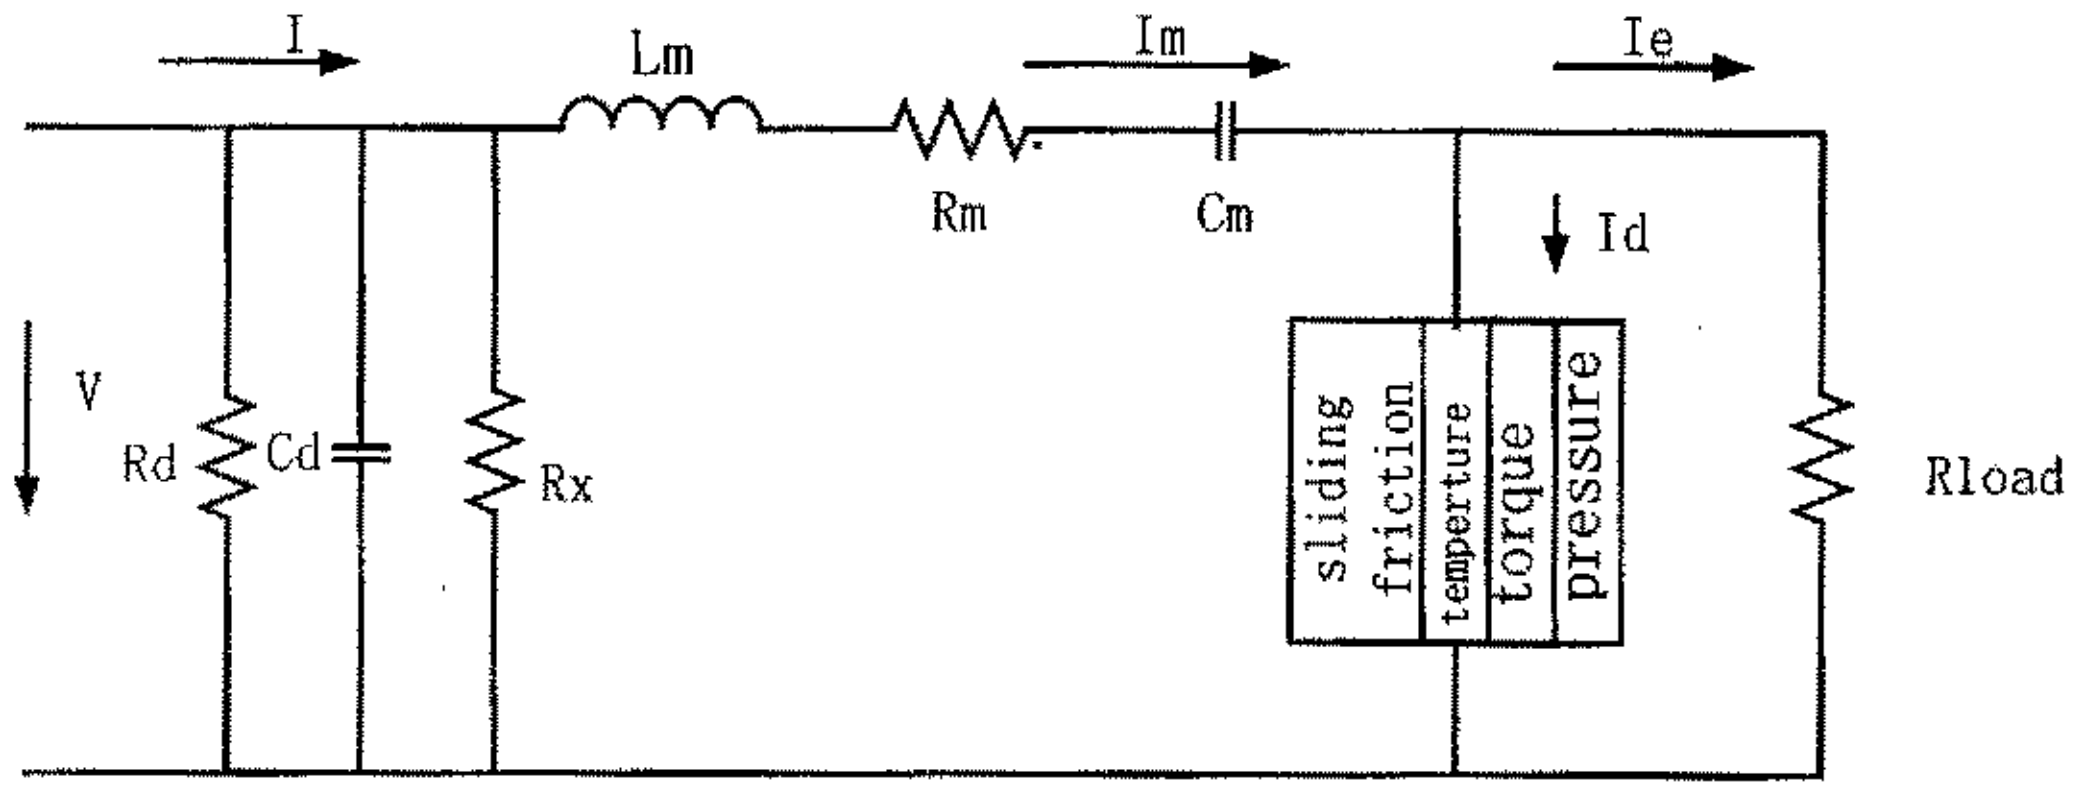 I
Lm
Im
Ie
Rm
Cm
Id
V
Rd
Cd
Rx
sliding
friction
temperture
torque
pressure
Rload